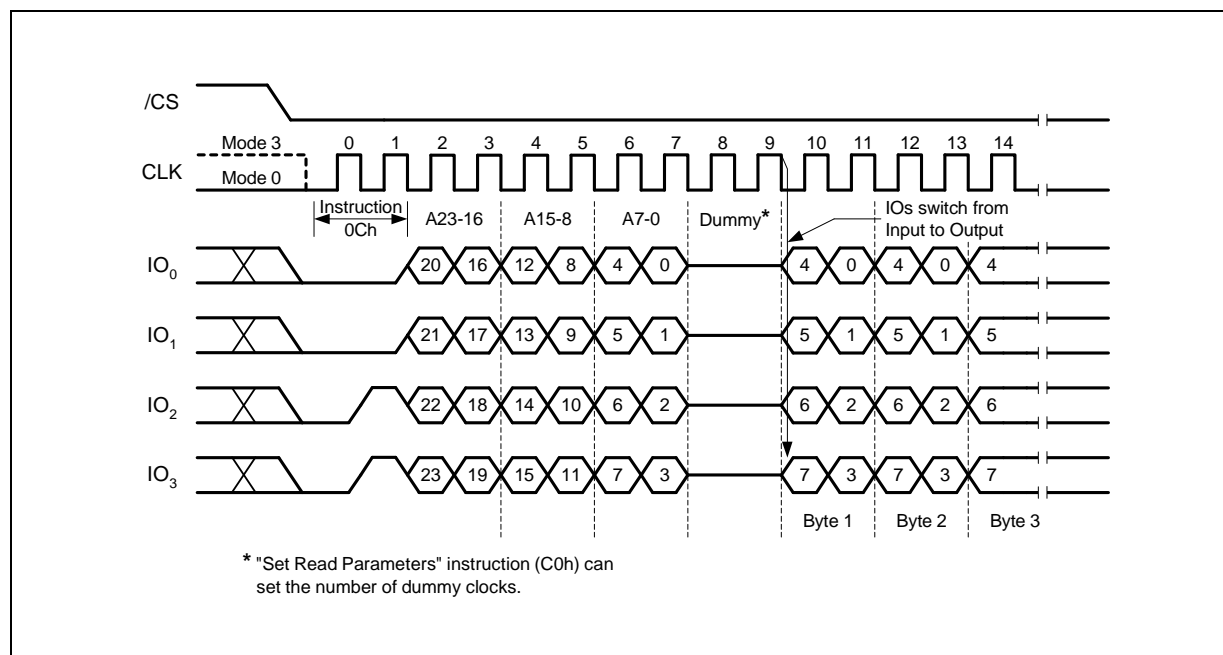 /CS
Mode 3 0 1 2 3 4 5 6 7 8 9 10 11 12 13 14
CLK Mode 0
Instruction A23-16 A15-8 A7-0 Dummy* IOs switch from
0Ch Input to Output
IO0 20 16 12 8 4 0 4 0 4 0 4
IO1 21 17 13 9 5 1 5 1 5 1 5
IO2 22 18 14 10 6 2 6 2 6 2 6
IO3 23 19 15 11 7 3 7 3 7 3 7
Byte 1 Byte 2 Byte 3
* "Set Read Parameters" instruction (C0h) can
set the number of dummy clocks.